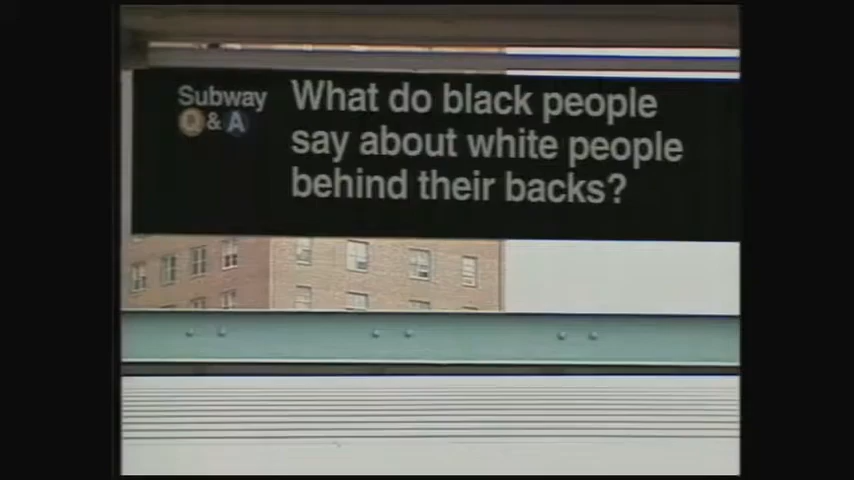 Subway
Q & A
What do black people
say about white people
behind their backs?